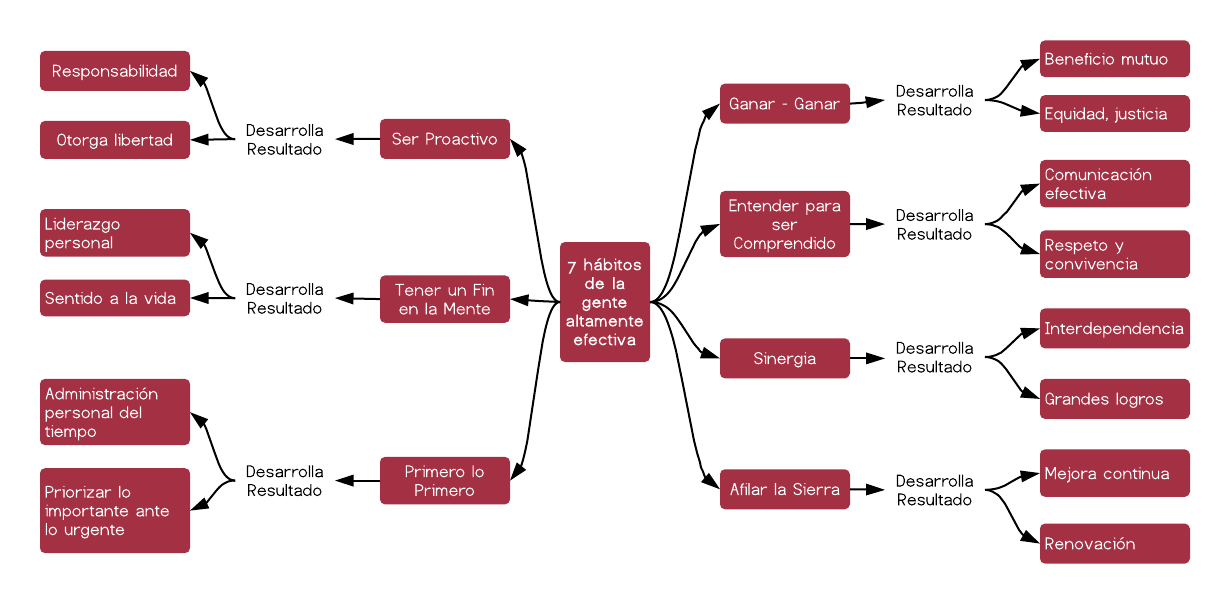 7 hábitos
de la
gente
altamente
efectiva
Ser Proactivo
Desarrolla
Resultado
Responsabilidad
Otorga libertad
Tener un Fin
en la Mente
Desarrolla
Resultado
Liderazgo
personal
Sentido a la vida
Primero lo
Primero
Desarrolla
Resultado
Administración
personal del
tiempo
Priorizar lo
importante ante
lo urgente
Ganar - Ganar
Desarrolla
Resultado
Beneficio mutuo
Equidad, justicia
Entender para
ser
Comprendido
Desarrolla
Resultado
Comunicación
efectiva
Respeto y
convivencia
Sinergia
Desarrolla
Resultado
Interdependencia
Grandes logros
Afilar la Sierra
Desarrolla
Resultado
Mejora continua
Renovación